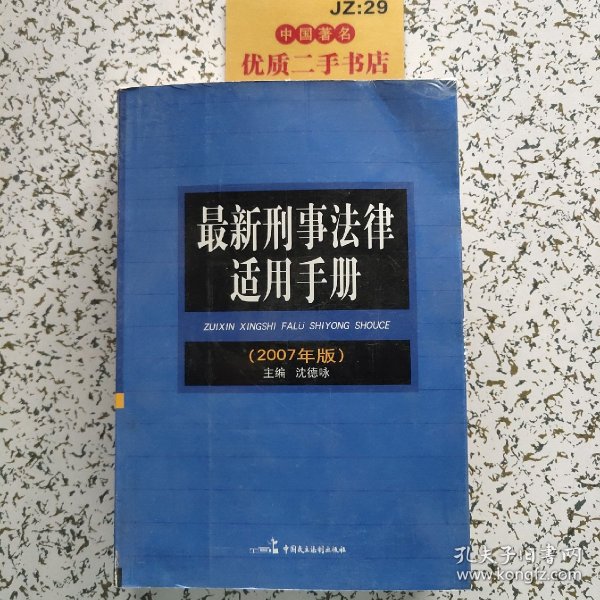 JZ:29
中国著名
优质二手书店
最新刑事法律
适用手册
ZUIXIN XINGSHI FALÜ SHIYONG SHOUCE
（2007年版）
主编 沈德咏
中国民主法制出版社
孔夫子旧书网
www.kongfz.com